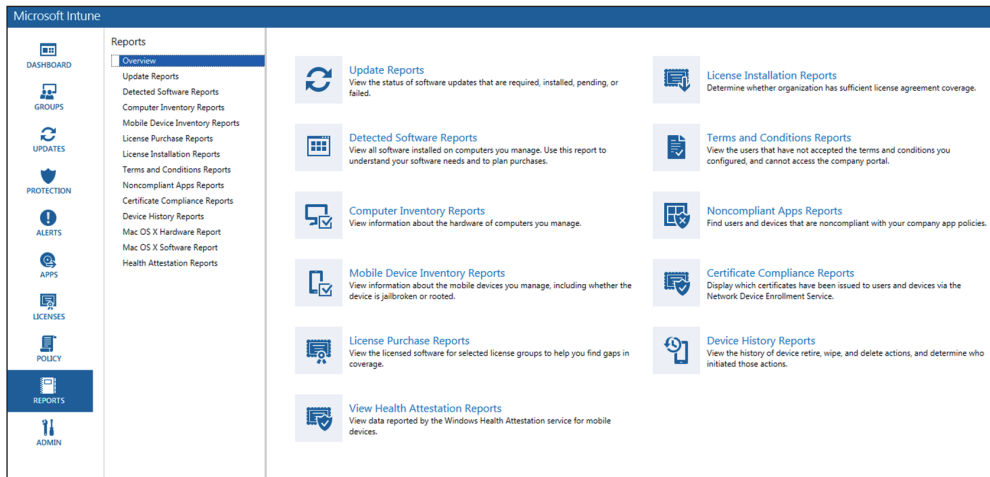 Microsoft Intune
DASHBOARD
GROUPS
UPDATES
PROTECTION
ALERTS
APPS
LICENSES
POLICY
REPORTS
ADMIN
Reports
Overview
Update Reports
Detected Software Reports
Computer Inventory Reports
Mobile Device Inventory Reports
License Purchase Reports
License Installation Reports
Terms and Conditions Reports
Noncompliant Apps Reports
Certificate Compliance Reports
Device History Reports
Mac OS X Hardware Report
Mac OS X Software Report
Health Attestation Reports
Update Reports
View the status of software updates that are required, installed, pending, or
failed.
Detected Software Reports
View all software installed on computers you manage. Use this report to
understand your software needs and to plan purchases.
Computer Inventory Reports
View information about the hardware of computers you manage.
Mobile Device Inventory Reports
View information about the mobile devices you manage, including whether the
device is jailbroken or rooted.
License Purchase Reports
View the licensed software for selected license groups to help you find gaps in
coverage.
View Health Attestation Reports
View data reported by the Windows Health Attestation service for mobile
devices.
License Installation Reports
Determine whether organization has sufficient license agreement coverage.
Terms and Conditions Reports
View the users that have not accepted the terms and conditions you
configured, and cannot access the company portal.
Noncompliant Apps Reports
Find users and devices that are noncompliant with your company app policies.
Certificate Compliance Reports
Display which certificates have been issued to users and devices via the
Network Device Enrollment Service.
Device History Reports
View the history of device retire, wipe, and delete actions, and determine who
initiated those actions.